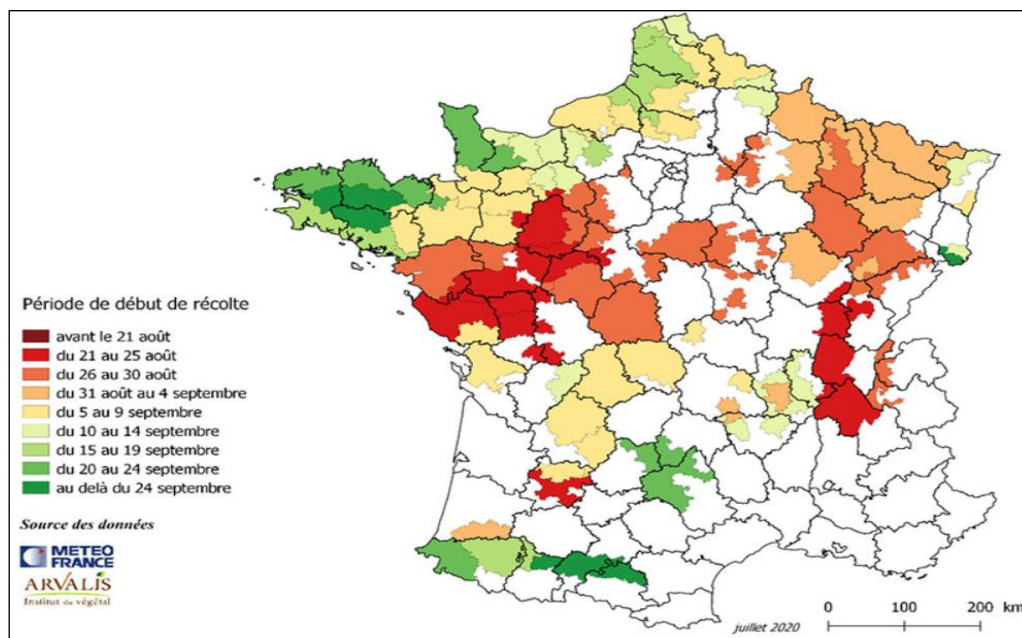 Période de début de récolte
avant le 21 août
du 21 au 25 août
du 26 au 30 août
du 31 août au 4 septembre
du 5 au 9 septembre
du 10 au 14 septembre
du 15 au 19 septembre
du 20 au 24 septembre
au delà du 24 septembre
Source des données
METEO
FRANCE
ARVALIS
Institut du végétal
juillet 2020
0 100 200 km